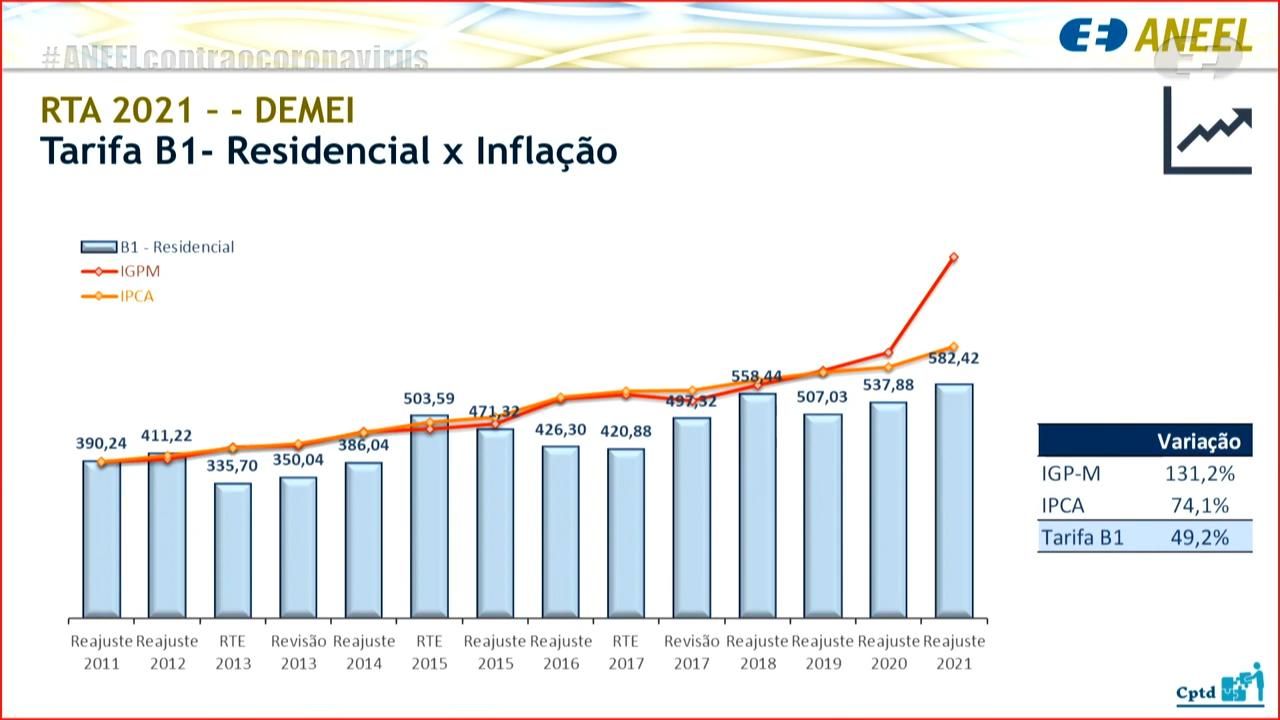 #ANEELcontraocoronavirus
ANEEL
RTA 2021 – - DEMEI
Tarifa B1- Residencial x Inflação
B1 - Residencial
IGPM
IPCA
390,24
411,22
335,70
350,04
386,04
503,59
471,32
426,30
420,88
497,32
558,44
507,03
537,88
582,42
Reajuste 2011
Reajuste 2012
RTE 2013
Revisão 2013
Reajuste 2014
RTE 2015
Reajuste 2015
Reajuste 2016
RTE 2017
Revisão 2017
Reajuste 2018
Reajuste 2019
Reajuste 2020
Reajuste 2021
Variação
IGP-M 131,2%
IPCA 74,1%
Tarifa B1 49,2%
Cptd